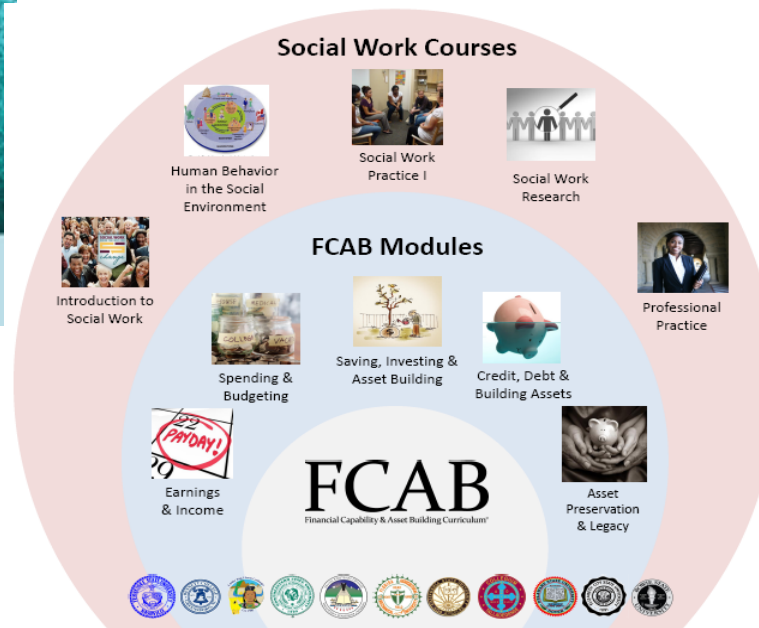 Social Work Courses
Human Behavior
in the Social
Environment
Social Work
Practice I
Social Work
Research
Introduction to
Social Work
Professional
Practice
FCAB Modules
Spending &
Budgeting
Saving, Investing &
Asset Building
Credit, Debt &
Building Assets
22
PAYDAY!
29
Earnings
& Income
Asset
Preservation
& Legacy
FCAB
Financial Capability & Asset Building Curriculum